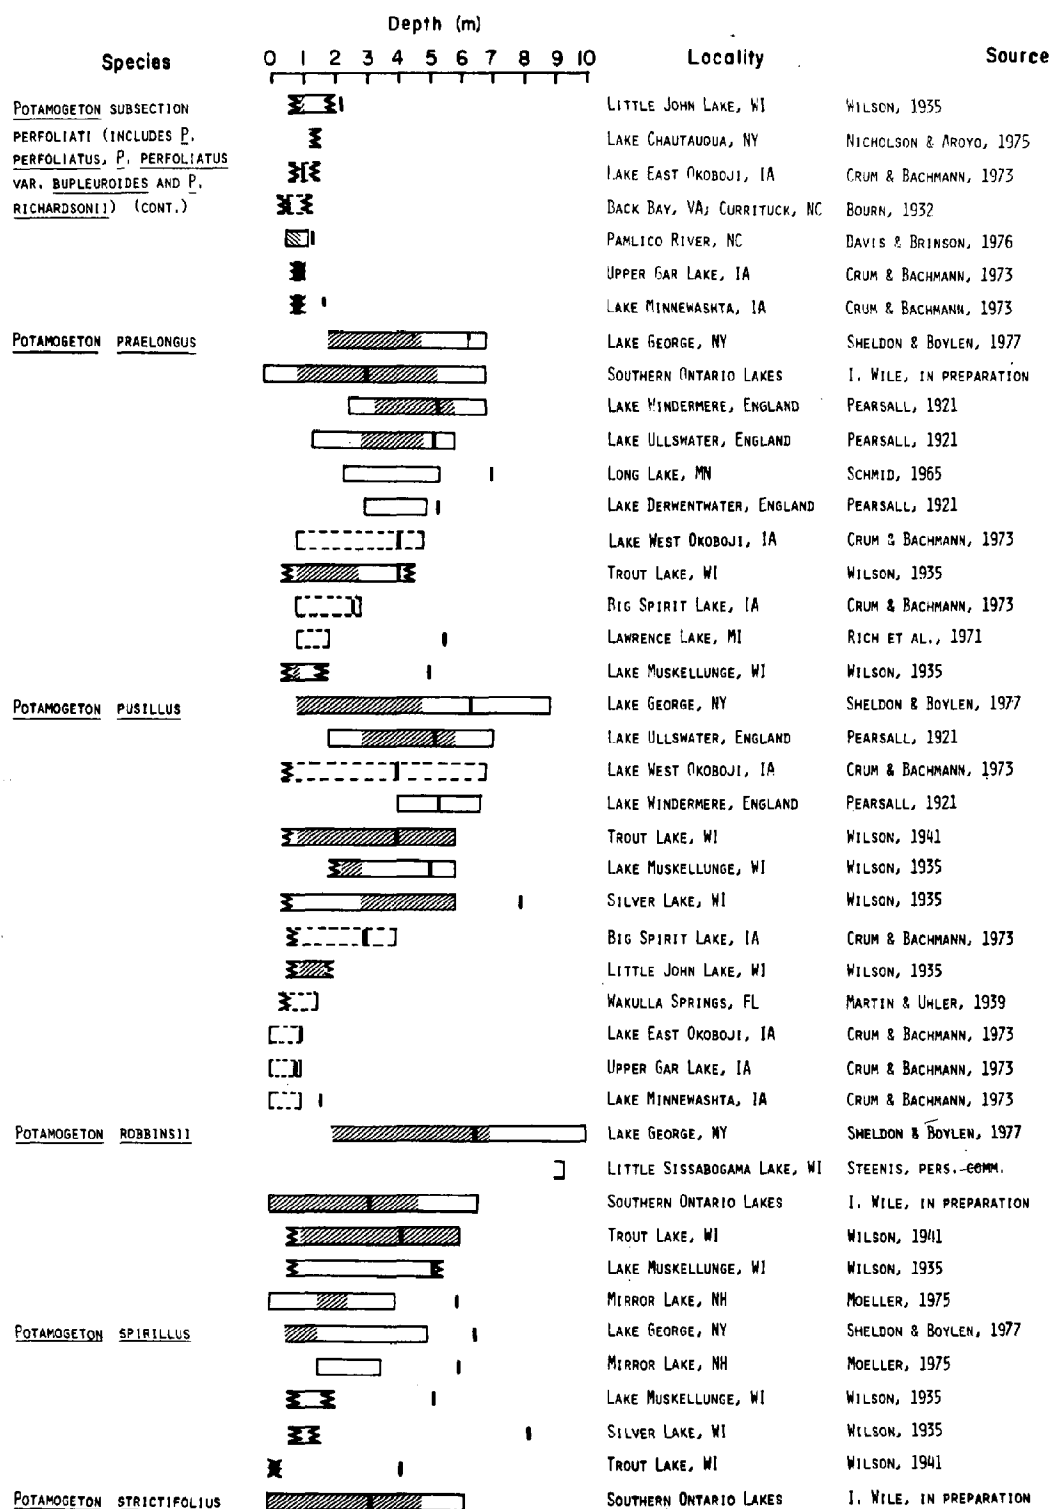 Depth (m)
Species 0 1 2 3 4 5 6 7 8 9 10 Locality Source
POTAMOGETON SUBSECTION LITTLE JOHN LAKE, WI WILSON, 1935
PERFOLIATI (INCLUDES P. LAKE CHAUTAUQUA, NY NICHOLSON & AROYO, 1975
PERFOLIATUS, P. PERFOLIATUS LAKE EAST OKOBOJI, IA CRUM & BACHMANN, 1973
VAR. BUPLEUROIDES AND P. BACK BAY, VA; CURRITUCK, NC BOURN, 1932
RICHARDSONII) (CONT.)
PAMLICO RIVER, NC DAVIS & BRINSON, 1976
UPPER GAR LAKE, IA CRUM & BACHMANN, 1973
LAKE MINNEWASHTA, IA CRUM & BACHMANN, 1973
POTAMOGETON PRAELONGUS LAKE GEORGE, NY SHELDON & BOYLEN, 1977
SOUTHERN ONTARIO LAKES I. WILE, IN PREPARATION
LAKE WINDERMERE, ENGLAND PEARSALL, 1921
LAKE ULLSWATER, ENGLAND PEARSALL, 1921
LONG LAKE, MN SCHMID, 1965
LAKE DERWENTWATER, ENGLAND PEARSALL, 1921
LAKE WEST OKOBOJI, IA CRUM & BACHMANN, 1973
TROUT LAKE, WI WILSON, 1935
BIG SPIRIT LAKE, IA CRUM & BACHMANN, 1973
LAWRENCE LAKE, MI RICH ET AL., 1971
LAKE MUSKELLUNGE, WI WILSON, 1935
POTAMOGETON PUSILLUS LAKE GEORGE, NY SHELDON & BOYLEN, 1977
LAKE ULLSWATER, ENGLAND PEARSALL, 1921
LAKE WEST OKOBOJI, IA CRUM & BACHMANN, 1973
LAKE WINDERMERE, ENGLAND PEARSALL, 1921
TROUT LAKE, WI WILSON, 1941
LAKE MUSKELLUNGE, WI WILSON, 1935
SILVER LAKE, WI WILSON, 1935
BIG SPIRIT LAKE, IA CRUM & BACHMANN, 1973
LITTLE JOHN LAKE, WI WILSON, 1935
WAKULLA SPRINGS, FL MARTIN & UHLER, 1939
LAKE EAST OKOBOJI, IA CRUM & BACHMANN, 1973
UPPER GAR LAKE, IA CRUM & BACHMANN, 1973
LAKE MINNEWASHTA, IA CRUM & BACHMANN, 1973
POTAMOGETON ROBBINSII LAKE GEORGE, NY SHELDON & BOYLEN, 1977
LITTLE SISSABOGAMA LAKE, WI STEENIS, PERS. COMM.
SOUTHERN ONTARIO LAKES I. WILE, IN PREPARATION
TROUT LAKE, WI WILSON, 1941
LAKE MUSKELLUNGE, WI WILSON, 1935
MIRROR LAKE, NH MOELLER, 1975
POTAMOGETON SPIRILLUS LAKE GEORGE, NY SHELDON & BOYLEN, 1977
MIRROR LAKE, NH MOELLER, 1975
LAKE MUSKELLUNGE, WI WILSON, 1935
SILVER LAKE, WI WILSON, 1935
TROUT LAKE, WI WILSON, 1941
POTAMOGETON STRICTIFOLIUS SOUTHERN ONTARIO LAKES I. WILE, IN PREPARATION